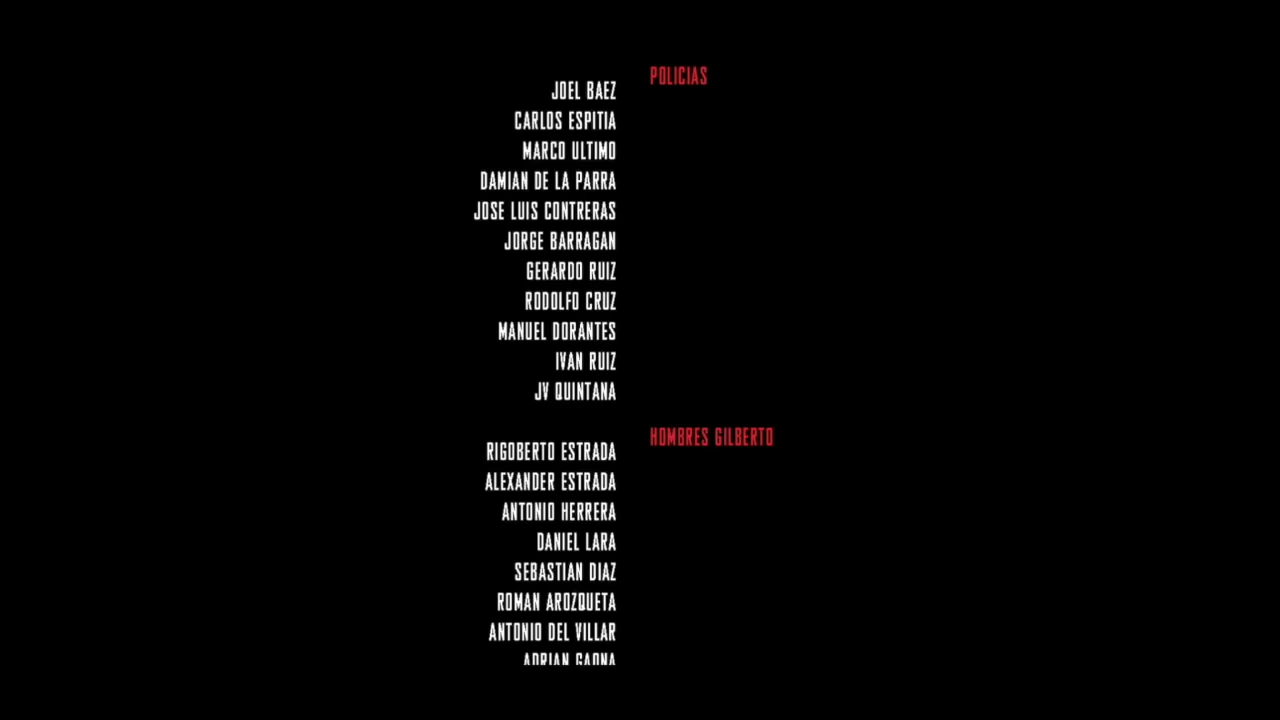 POLICIAS
JOEL BAEZ
CARLOS ESPITIA
MARCO ULTIMO
DAMIAN DE LA PARRA
JOSE LUIS CONTRERAS
JORGE BARRAGAN
GERARDO RUIZ
RODOLFO CRUZ
MANUEL DORANTES
IVAN RUIZ
JV QUINTANA
HOMBRES GILBERTO
RIGOBERTO ESTRADA
ALEXANDER ESTRADA
ANTONIO HERRERA
DANIEL LARA
SEBASTIAN DIAZ
ROMAN AROZQUETA
ANTONIO DEL VILLAR
ADRIAN GAONA